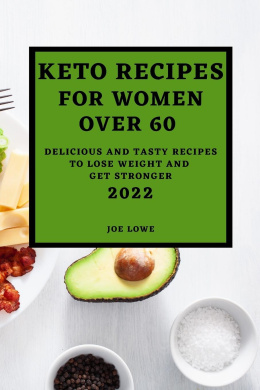 KETO RECIPES
FOR WOMEN
OVER 60
DELICIOUS AND TASTY RECIPES
TO LOSE WEIGHT AND
GET STRONGER
2022
JOE LOWE